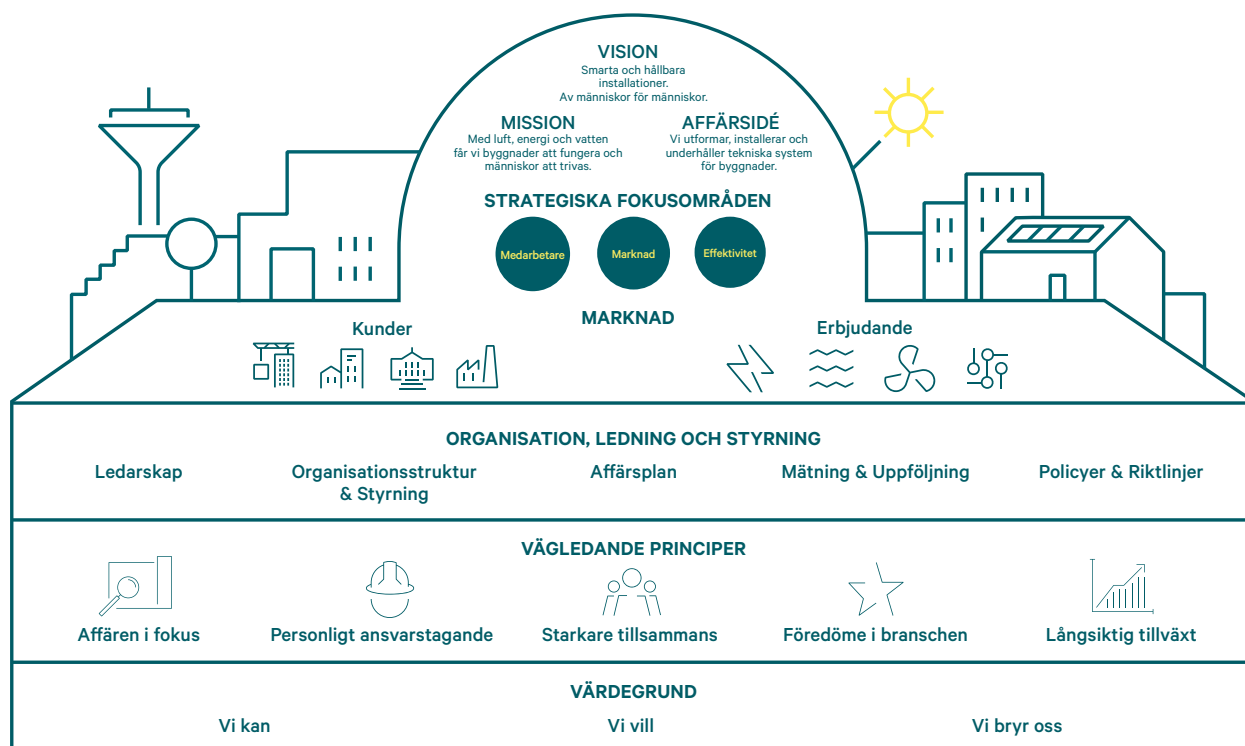 VISION
Smarta och hållbara
installationer.
Av människor för människor.
MISSION
Med luft, energi och vatten
får vi byggnader att fungera och
människor att trivas.
AFFÄRSIDÉ
Vi utformar, installerar och
underhåller tekniska system
för byggnader.
STRATEGISKA FOKUSOMRÅDEN
Medarbetare
Marknad
Effektivitet
MARKNAD
Kunder
Erbjudande
ORGANISATION, LEDNING OCH STYRNING
Ledarskap
Organisationsstruktur
& Styrning
Affärsplan
Mätning & Uppföljning
Policyer & Riktlinjer
VÄGLEDANDE PRINCIPER
Affären i fokus
Personligt ansvarstagande
Starkare tillsammans
Föredöme i branschen
Långsiktig tillväxt
VÄRDEGRUND
Vi kan
Vi vill
Vi bryr oss